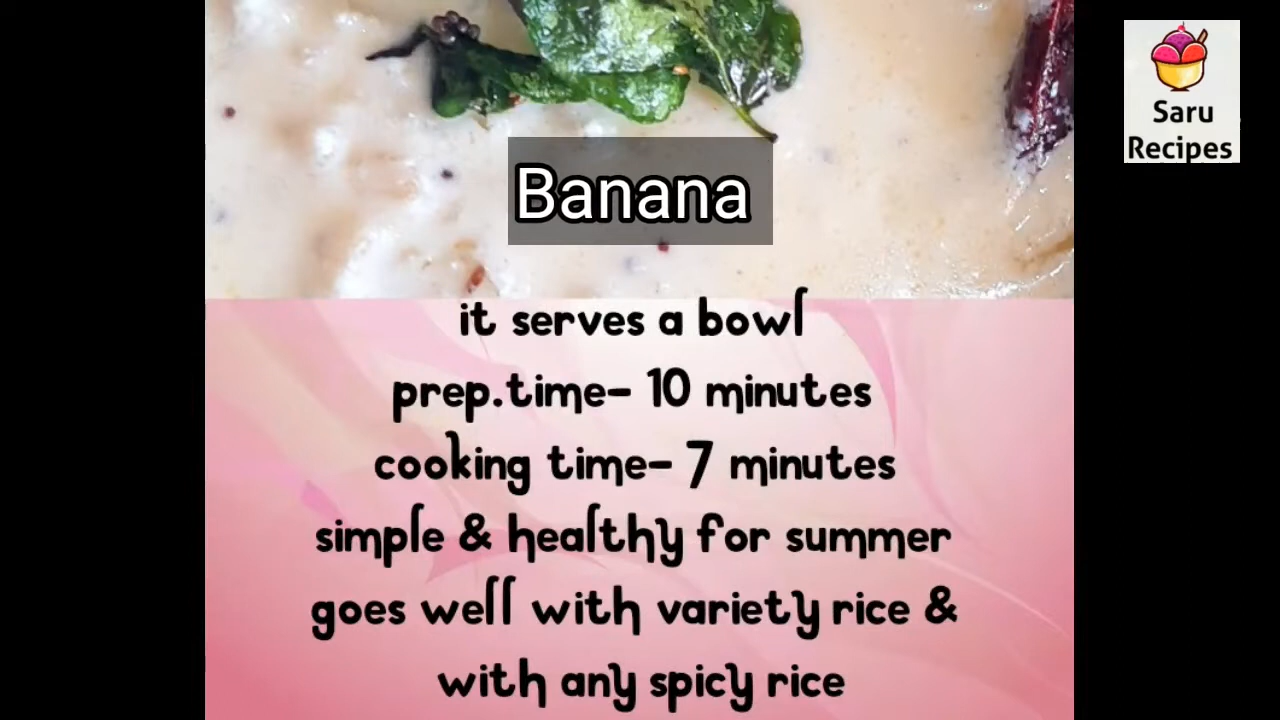 Banana
it serves a bowl
prep.time- 10 minutes
cooking time- 7 minutes
simple & healthy for summer
goes well with variety rice &
with any spicy rice
Saru
Recipes